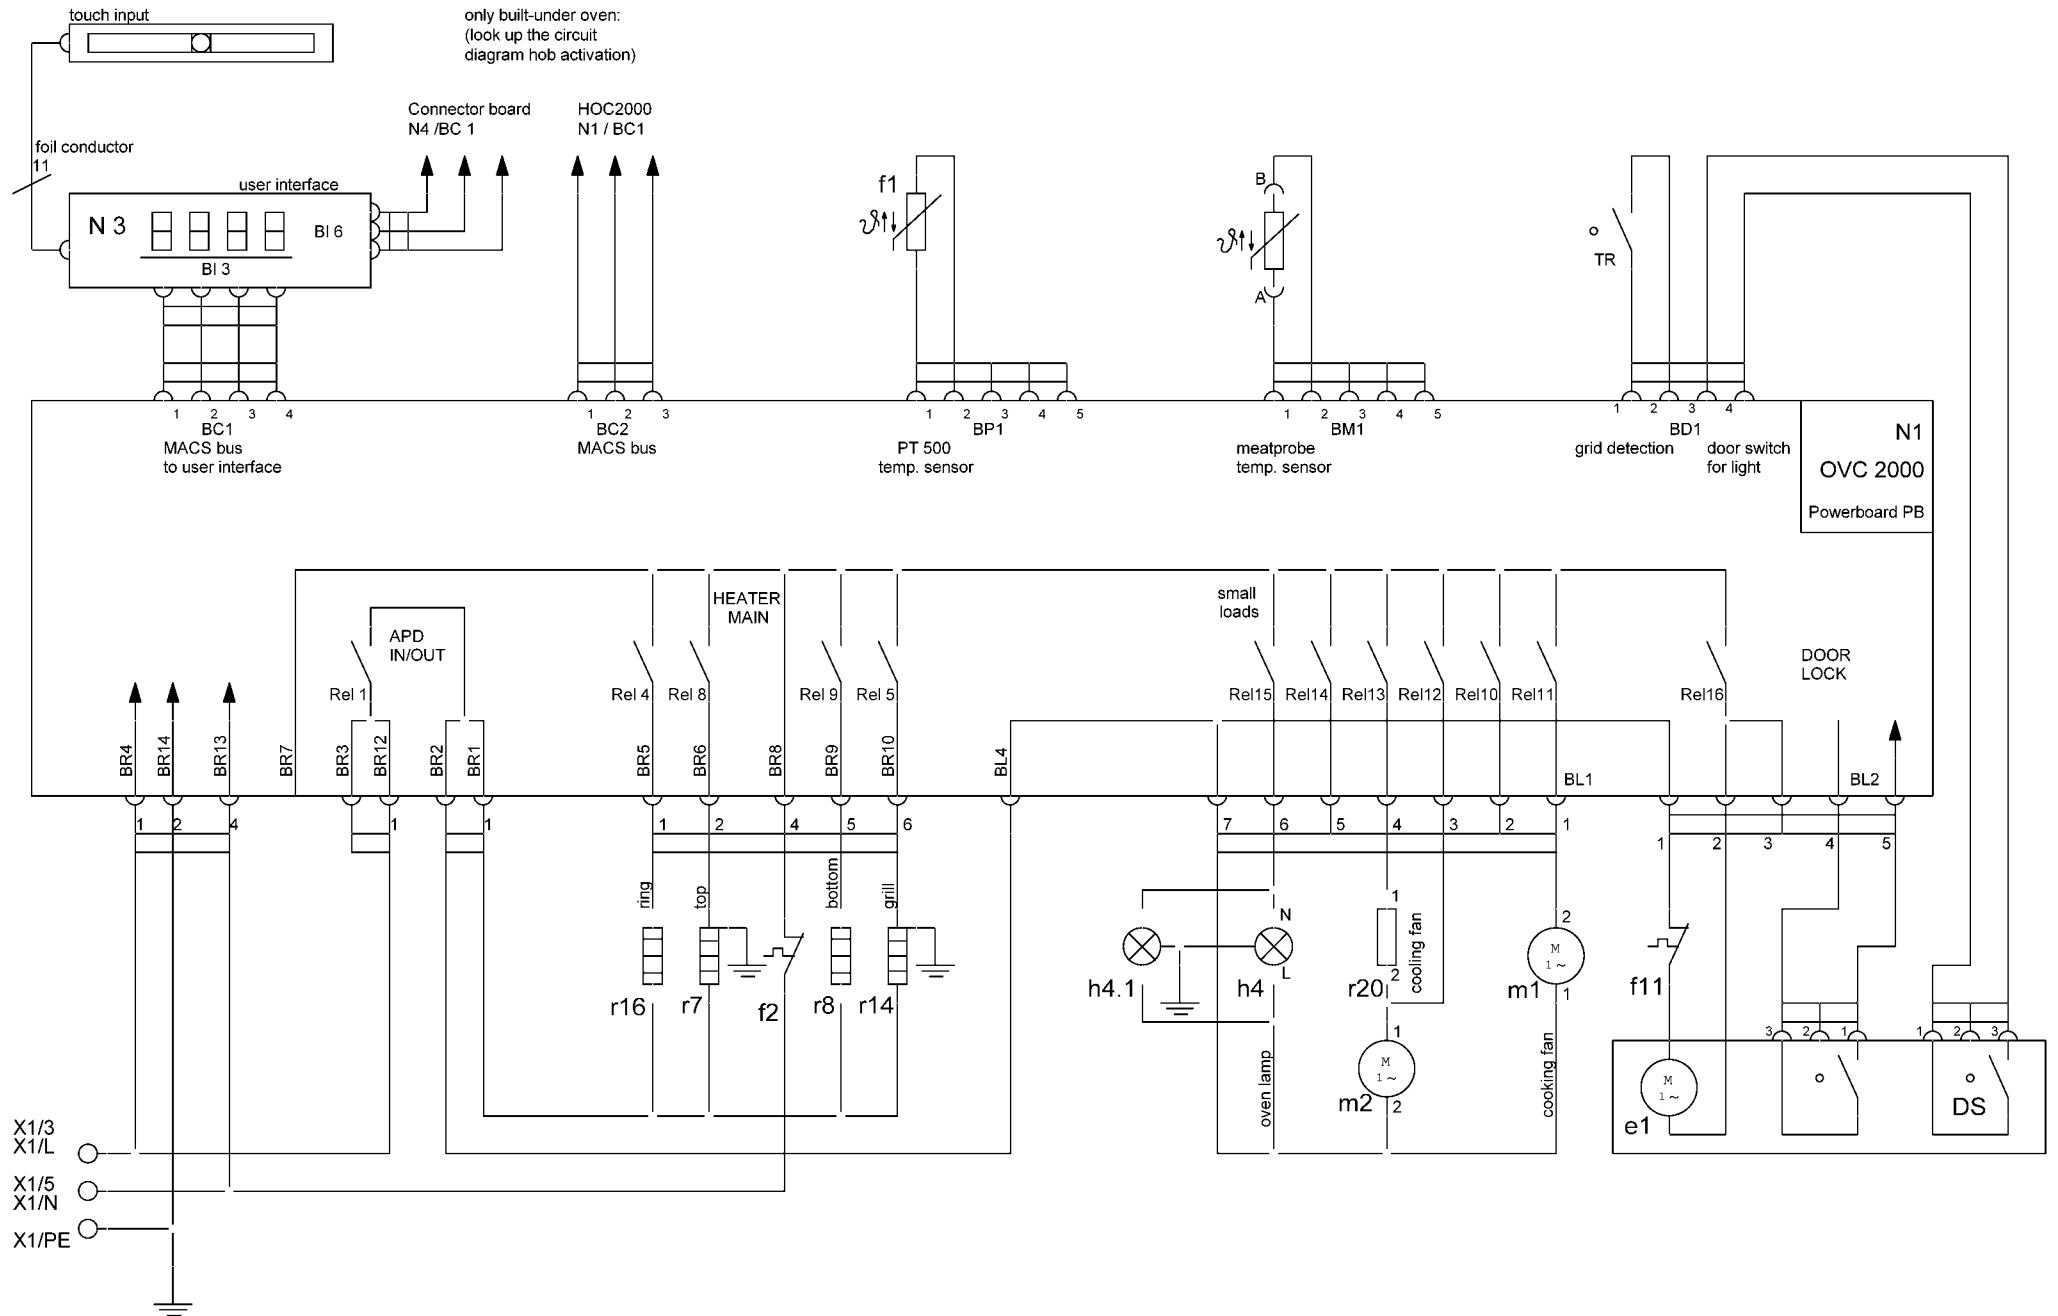 touch input
only built-under oven:
(look up the circuit
diagram hob activation)
Connector board
N4 /BC 1
HOC2000
N1 / BC1
foil conductor
11
user interface
N 3
BI 6
BI 3
f1
B
A
TR
1 2 3 4
BC1
MACS bus
to user interface
1 2 3
BC2
MACS bus
1 2 3 4 5
BP1
PT 500
temp. sensor
1 2 3 4 5
BM1
meatprobe
temp. sensor
1 2 3 4
BD1
grid detection
door switch
for light
N1
OVC 2000
Powerboard PB
HEATER
MAIN
small
loads
APD
IN/OUT
DOOR
LOCK
Rel 1
Rel 4
Rel 8
Rel 9
Rel 5
Rel15
Rel14
Rel13
Rel12
Rel10
Rel11
Rel16
BR4
BR14
BR13
BR7
BR3
BR12
BR2
BR1
BR5
BR6
BR8
BR9
BR10
BL4
BL1
BL2
1 2 4
1
1
1 2 4 5 6
7 6 5 4 3 2 1
1 2 3 4 5
ring
top
bottom
grill
N
L
1
2
cooling fan
2
M
1~
1
h4.1
h4
r20
m1
f11
r16
r7
f2
r8
r14
oven lamp
1
M
1~
2
m2
cooking fan
3 2 1
1 2 3
M
1~
e1
DS
X1/3
X1/L
X1/5
X1/N
X1/PE